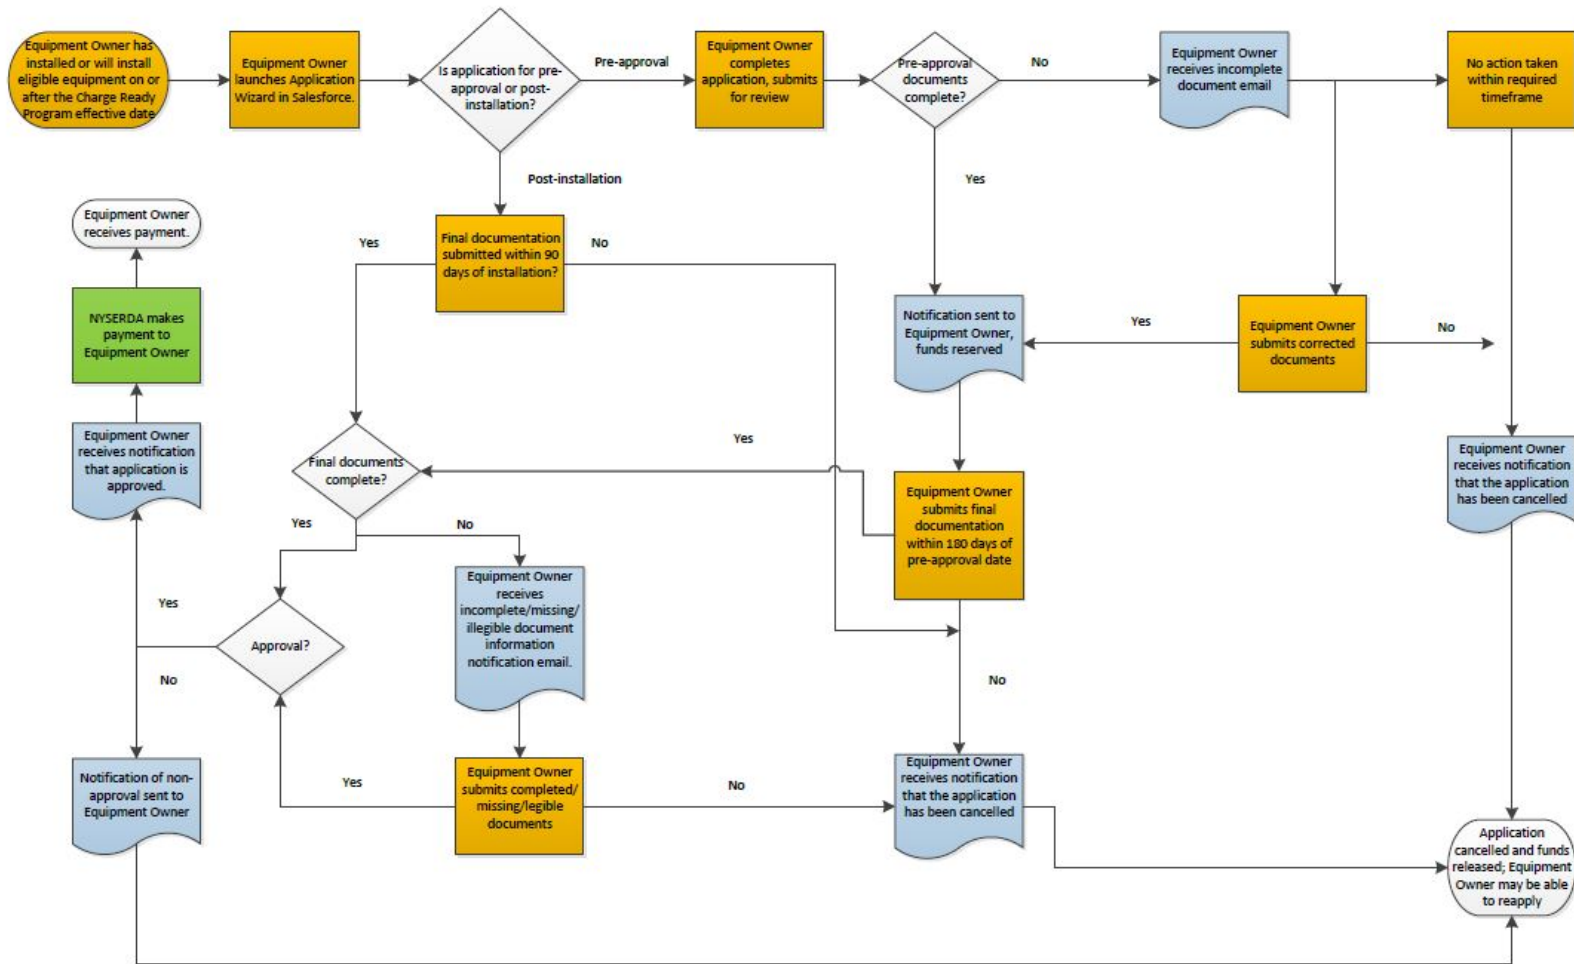 Equipment Owner has
installed or will install
eligible equipment on or
after the Charge Ready
Program effective date
Equipment Owner
launches Application
Wizard in Salesforce.
Is application for pre-
approval or post-
installation?
Pre-approval
Equipment Owner
completes
application, submits
for review
Pre-approval
documents
complete?
No
Equipment Owner
receives incomplete
document email
No action taken
within required
timeframe
Post-installation
Yes
Equipment Owner
receives payment.
Yes
Final documentation
submitted within 90
days of installation?
No
NYSERDA makes
payment to
Equipment Owner
Notification sent to
Equipment Owner,
funds reserved
Yes
Equipment Owner
submits corrected
documents
No
Equipment Owner
receives notification
that application is
approved.
Final documents
complete?
Yes
Equipment Owner
submits final
documentation
within 180 days of
pre-approval date
Equipment Owner
receives notification
that the application
has been cancelled
Yes
No
Equipment Owner
receives
incomplete/missing/
illegible document
information
notification email.
Yes
Approval?
No
No
Notification of non-
approval sent to
Equipment Owner
Yes
Equipment Owner
submits completed/
missing/legible
documents
No
Equipment Owner
receives notification
that the application
has been cancelled
Application
cancelled and funds
released; Equipment
Owner may be able
to reapply